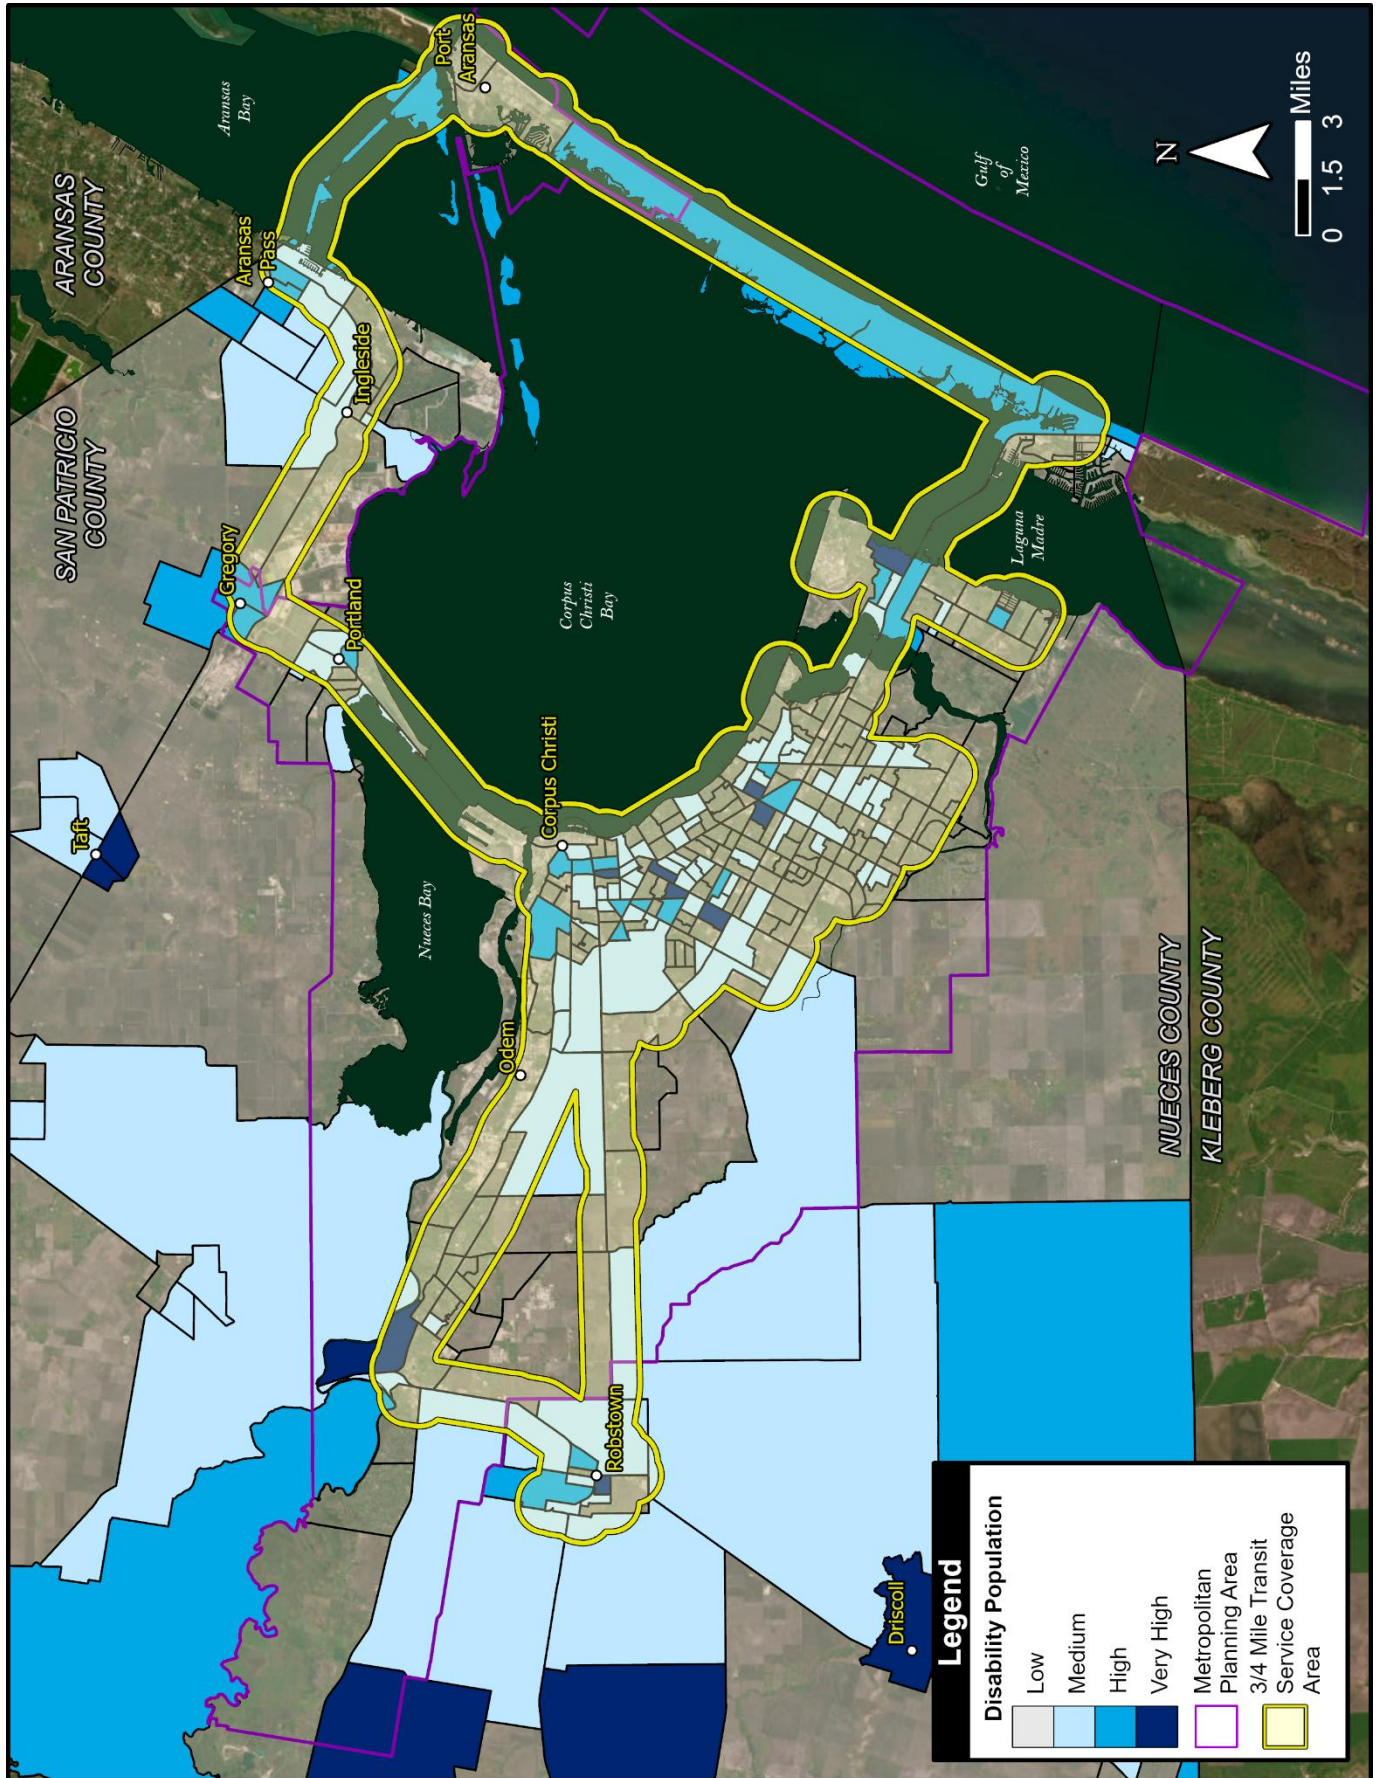 SAN PATRICIO
COUNTY
ARANSAS
COUNTY
Aransas
Bay
Taft
Gregory
Aransas
Pass
Port
Aransas
Portland
Ingleside
Nueces Bay
Odem
Corpus Christi
Corpus
Christi
Bay
Robstown
Driscoll
Laguna
Madre
Gulf
of
Mexico
NUECES COUNTY
KLEBERG COUNTY
N
0 1.5 3
Miles
Legend
Disability Population
Low
Medium
High
Very High
Metropolitan
Planning Area
3/4 Mile Transit
Service Coverage
Area